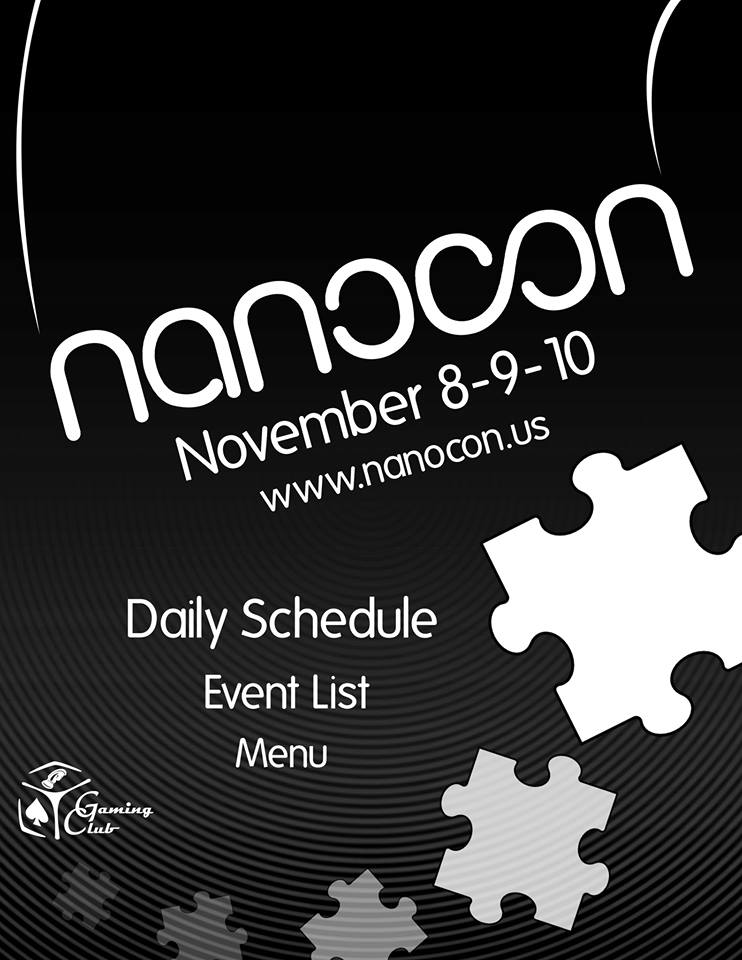 nanocon
November 8-9-10
www.nanocon.us
Daily Schedule
Event List
Menu
Gaming
Club